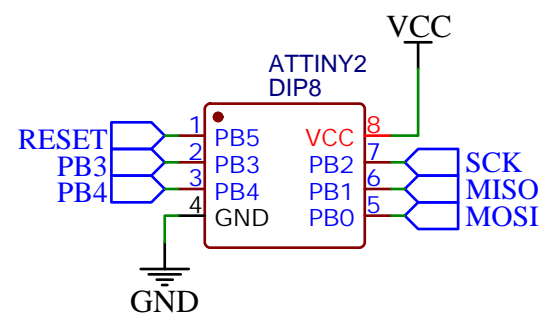 VCC
ATTINY2
DIP8
RESET 1 PB5 VCC 8
PB3 2 PB3 PB2 7 SCK
PB4 3 PB4 PB1 6 MISO
4 GND PB0 5 MOSI
GND